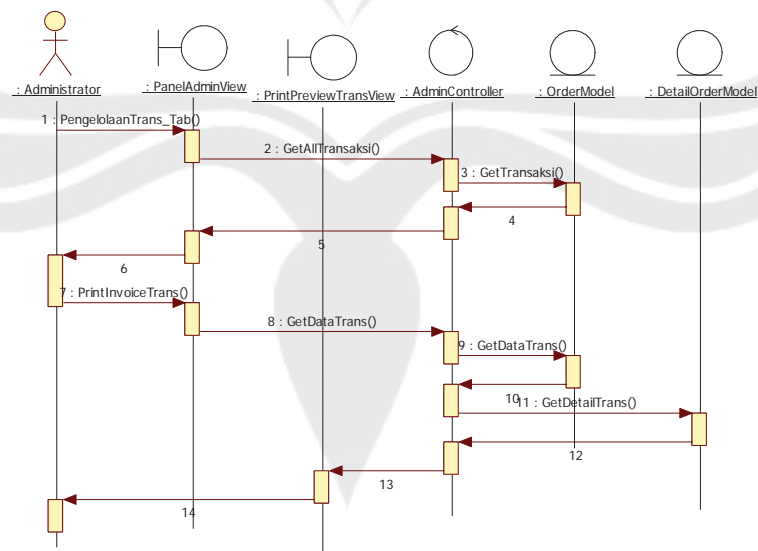 : Administrator
: PanelAdminView
: PrintPreviewTransView
: AdminController
: OrderModel
: DetailOrderModel
1 : PengelolaanTrans_Tab()
2 : GetAllTransaksi()
3 : GetTransaksi()
4
5
6
7 : PrintInvoiceTrans()
8 : GetDataTrans()
9 : GetDataTrans()
10
11 : GetDetailTrans()
12
13
14